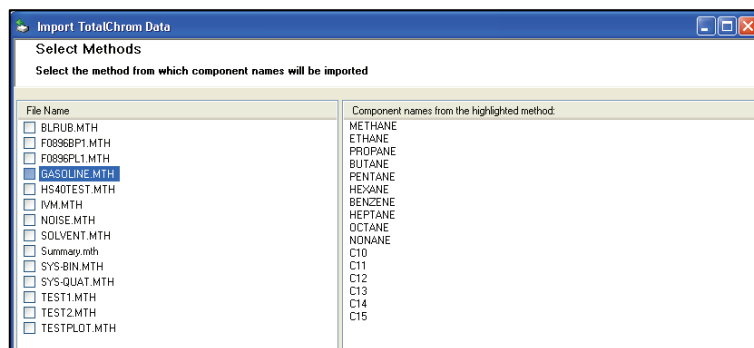 Import TotalChrom Data
Select Methods
Select the method from which component names will be imported
File Name
BLRUB.MTH
F0896BP1.MTH
F0896PL1.MTH
GASOLINE.MTH
HS40TEST.MTH
IVM.MTH
NOISE.MTH
SOLVENT.MTH
Summary.mth
SYS-BIN.MTH
SYS-QUAT.MTH
TEST1.MTH
TEST2.MTH
TESTPLOT.MTH
Component names from the highlighted method:
METHANE
ETHANE
PROPANE
BUTANE
PENTANE
HEXANE
BENZENE
HEPTANE
OCTANE
NONANE
C10
C11
C12
C13
C14
C15